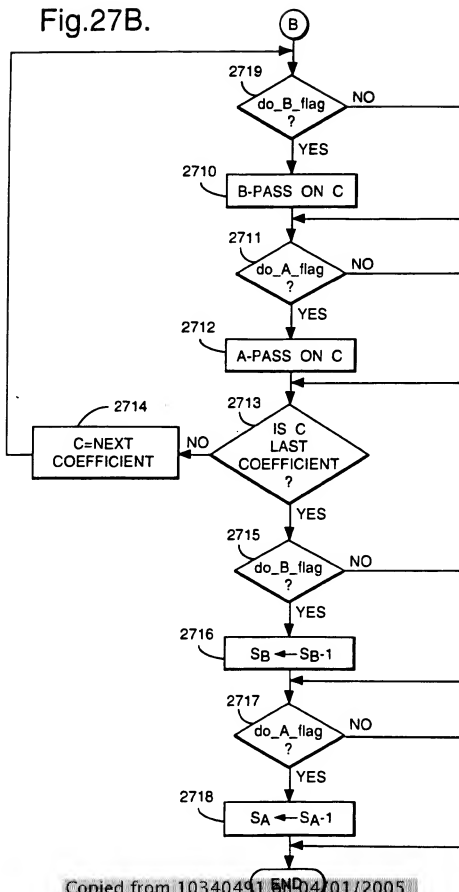 Fig.27B.
B
2719
do_B_flag
?
NO
YES
2710
B-PASS ON C
2711
do_A_flag
?
NO
YES
2712
A-PASS ON C
2714
C=NEXT
COEFFICIENT
NO
2713
IS C
LAST
COEFFICIENT
?
YES
2715
do_B_flag
?
NO
YES
2716
SB ← SB-1
2717
do_A_flag
?
NO
YES
2718
SA ← SA-1
END
Copied from 10340491 on 04/01/2005